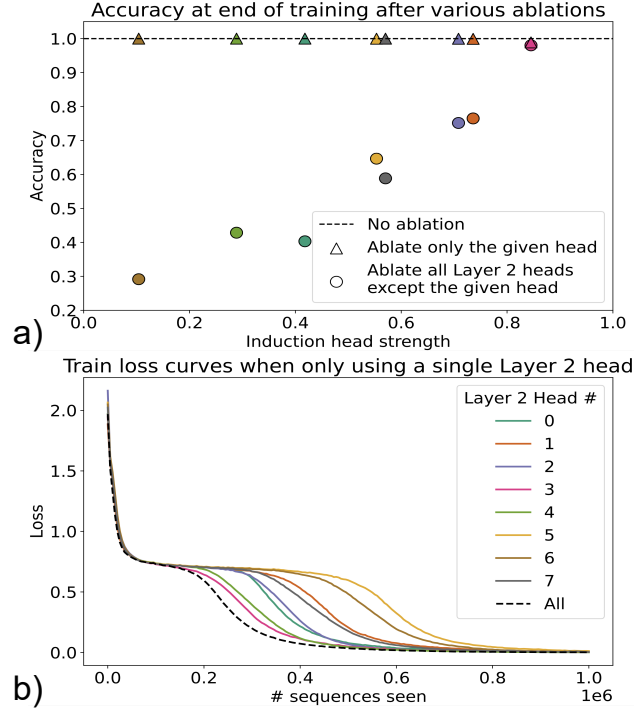 Accuracy at end of training after various ablations
1.0
0.9
0.8
0.7
0.6
0.5
0.4
0.3
0.2
Accuracy
No ablation
Ablate only the given head
Ablate all Layer 2 heads
except the given head
0.0 0.2 0.4 0.6 0.8 1.0
Induction head strength
a)
Train loss curves when only using a single Layer 2 head
2.0
1.5
1.0
0.5
0.0
Loss
Layer 2 Head #
0
1
2
3
4
5
6
7
All
0.0 0.2 0.4 0.6 0.8 1.0
1e6
# sequences seen
b)